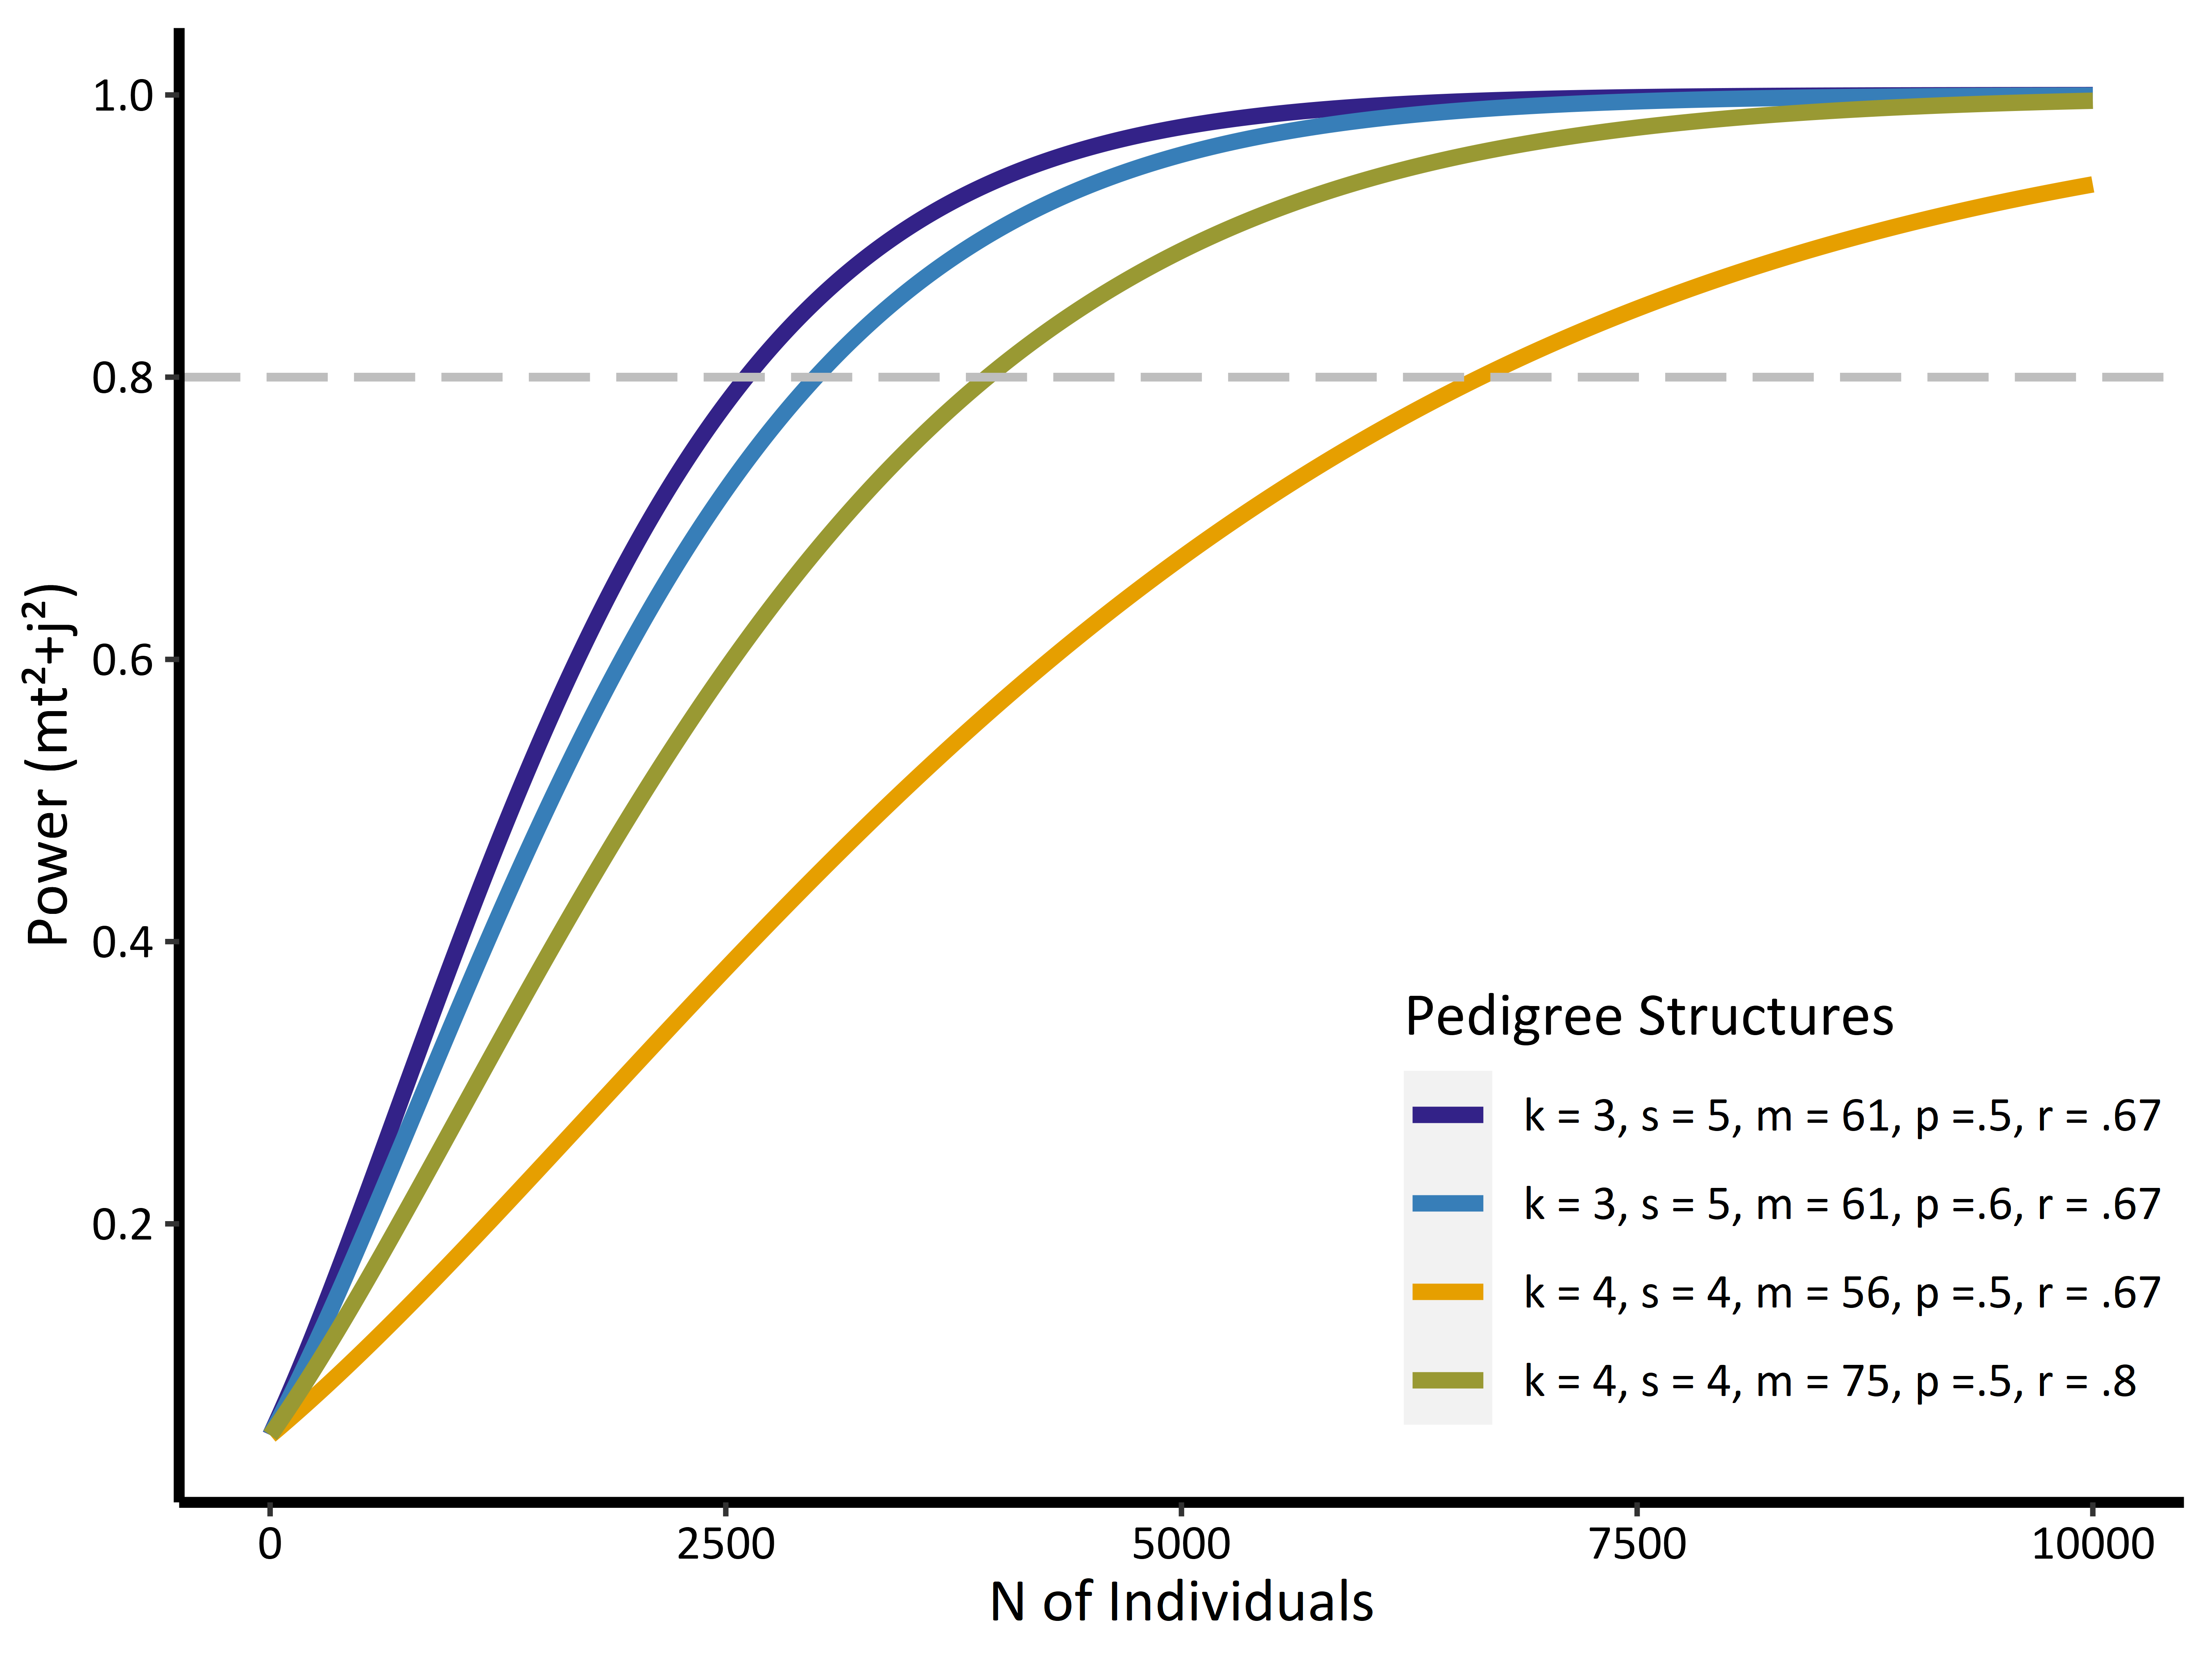 1.0
0.8
0.6
0.4
0.2
Power (mt²+j²)
0
2500
5000
7500
10000
N of Individuals
Pedigree Structures
k = 3, s = 5, m = 61, p =.5, r = .67
k = 3, s = 5, m = 61, p =.6, r = .67
k = 4, s = 4, m = 56, p =.5, r = .67
k = 4, s = 4, m = 75, p =.5, r = .8